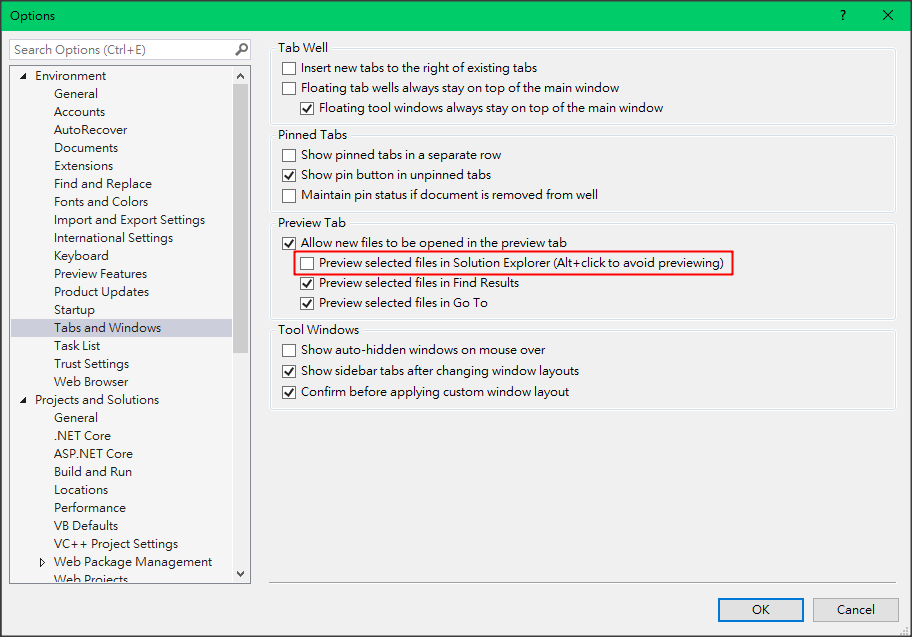 Options
?
Search Options (Ctrl+E)
Environment
General
Accounts
AutoRecover
Documents
Extensions
Find and Replace
Fonts and Colors
Import and Export Settings
International Settings
Keyboard
Preview Features
Product Updates
Startup
Tabs and Windows
Task List
Trust Settings
Web Browser
Projects and Solutions
General
.NET Core
ASP.NET Core
Build and Run
Locations
Performance
VB Defaults
VC++ Project Settings
Web Package Management
Web Projects
Tab Well
Insert new tabs to the right of existing tabs
Floating tab wells always stay on top of the main window
Floating tool windows always stay on top of the main window
Pinned Tabs
Show pinned tabs in a separate row
Show pin button in unpinned tabs
Maintain pin status if document is removed from well
Preview Tab
Allow new files to be opened in the preview tab
Preview selected files in Solution Explorer (Alt+click to avoid previewing)
Preview selected files in Find Results
Preview selected files in Go To
Tool Windows
Show auto-hidden windows on mouse over
Show sidebar tabs after changing window layouts
Confirm before applying custom window layout
OK
Cancel